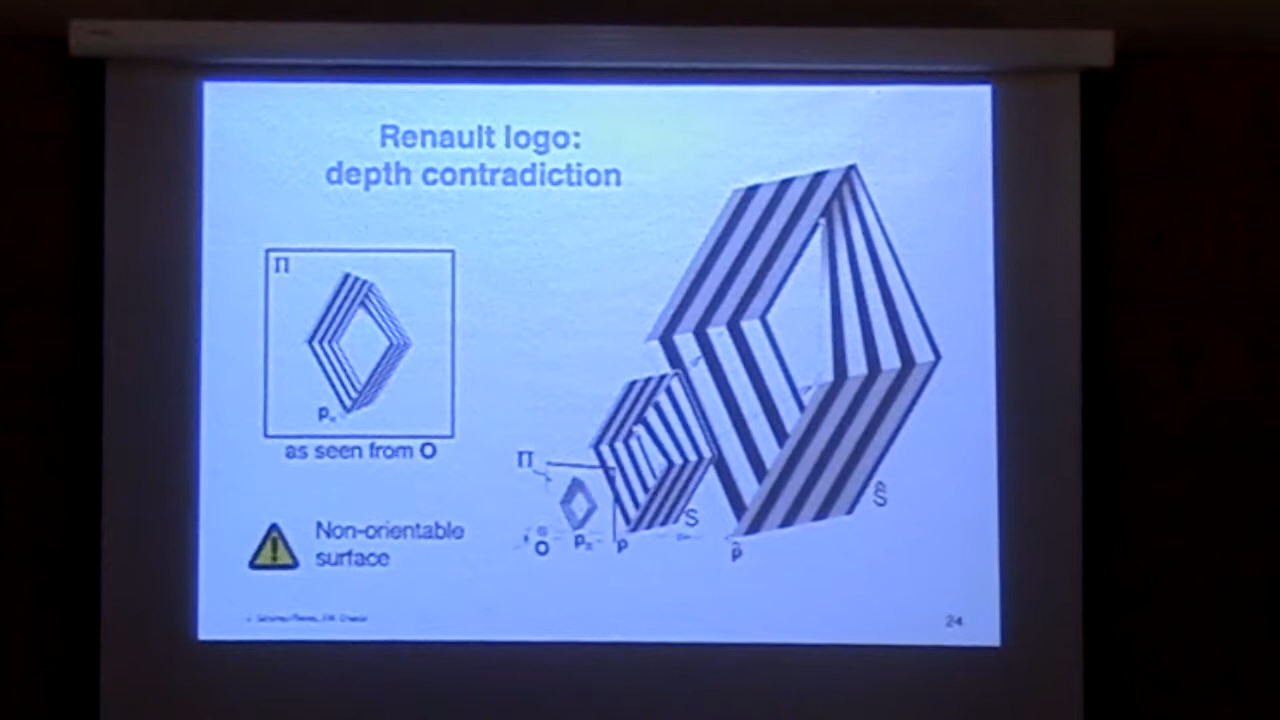 Renault logo:
depth contradiction
Π
p
as seen from O
Non-orientable
surface
Π
O
p
p
S
p̂
Ŝ
24